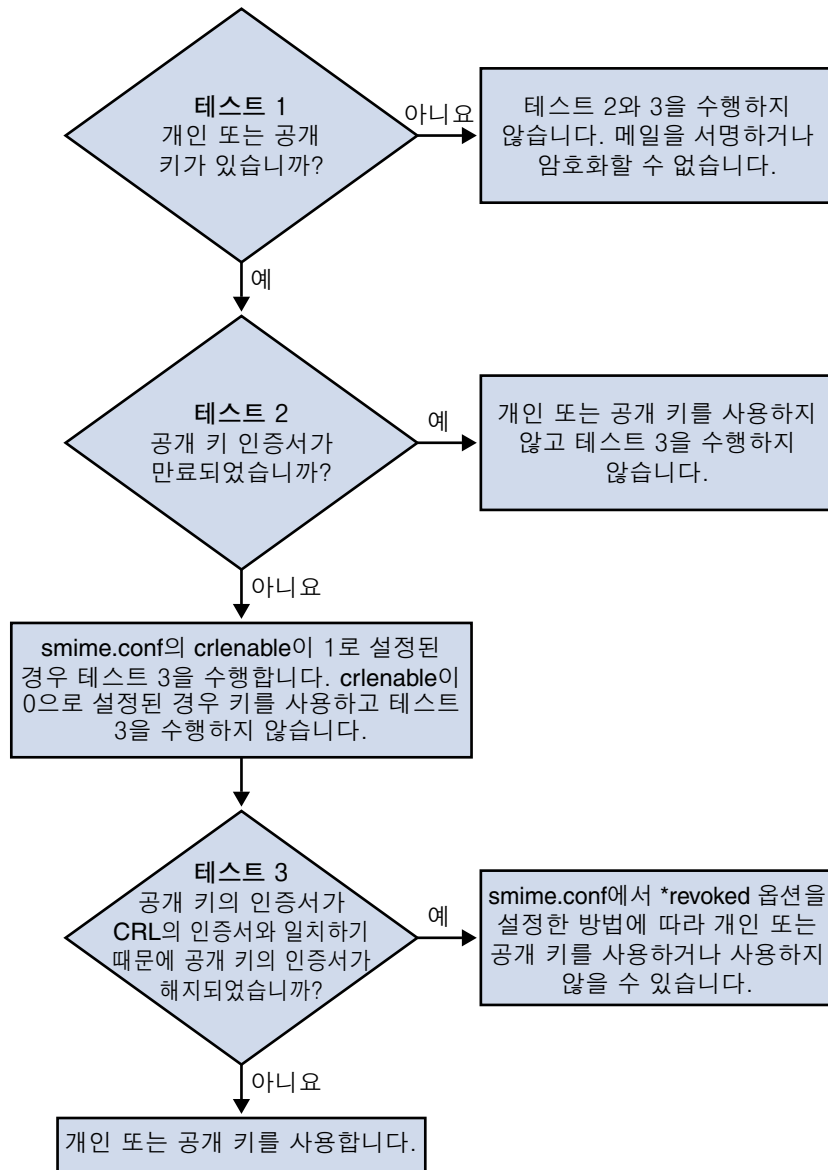 테스트 1
개인 또는 공개
키가 있습니까?
아니요
테스트 2와 3을 수행하지
않습니다. 메일을 서명하거나
암호화할 수 없습니다.
예
테스트 2
공개 키 인증서가
만료되었습니까?
예
개인 또는 공개 키를 사용하지
않고 테스트 3을 수행하지
않습니다.
아니요
smime.conf의 crlenable이 1로 설정된
경우 테스트 3을 수행합니다. crlenable이
0으로 설정된 경우 키를 사용하고 테스트
3을 수행하지 않습니다.
테스트 3
공개 키의 인증서가
CRL의 인증서와 일치하기
때문에 공개 키의 인증서가
해지되었습니까?
예
smime.conf에서 *revoked 옵션을
설정한 방법에 따라 개인 또는
공개 키를 사용하거나 사용하지
않을 수 있습니다.
아니요
개인 또는 공개 키를 사용합니다.